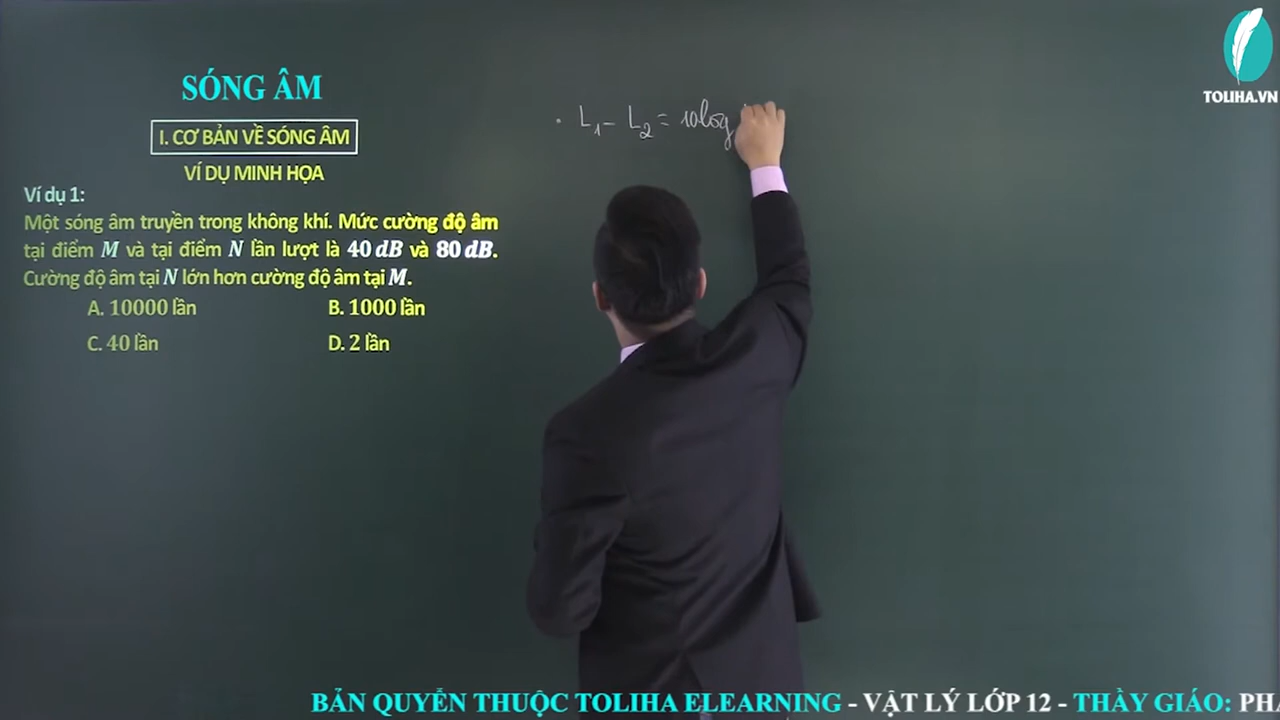 TOLIHA.VN
SÓNG ÂM
I. CƠ BẢN VỀ SÓNG ÂM
VÍ DỤ MINH HỌA
Ví dụ 1:
Một sóng âm truyền trong không khí. Mức cường độ âm
tại điểm M và tại điểm N lần lượt là 40 dB và 80 dB.
Cường độ âm tại N lớn hơn cường độ âm tại M.
A. 10000 lần B. 1000 lần
C. 40 lần D. 2 lần
. L₁ - L₂ = 10log
BẢN QUYỀN THUỘC TOLIHA ELEARNING - VẬT LÝ LỚP 12 - THẦY GIÁO: PHA